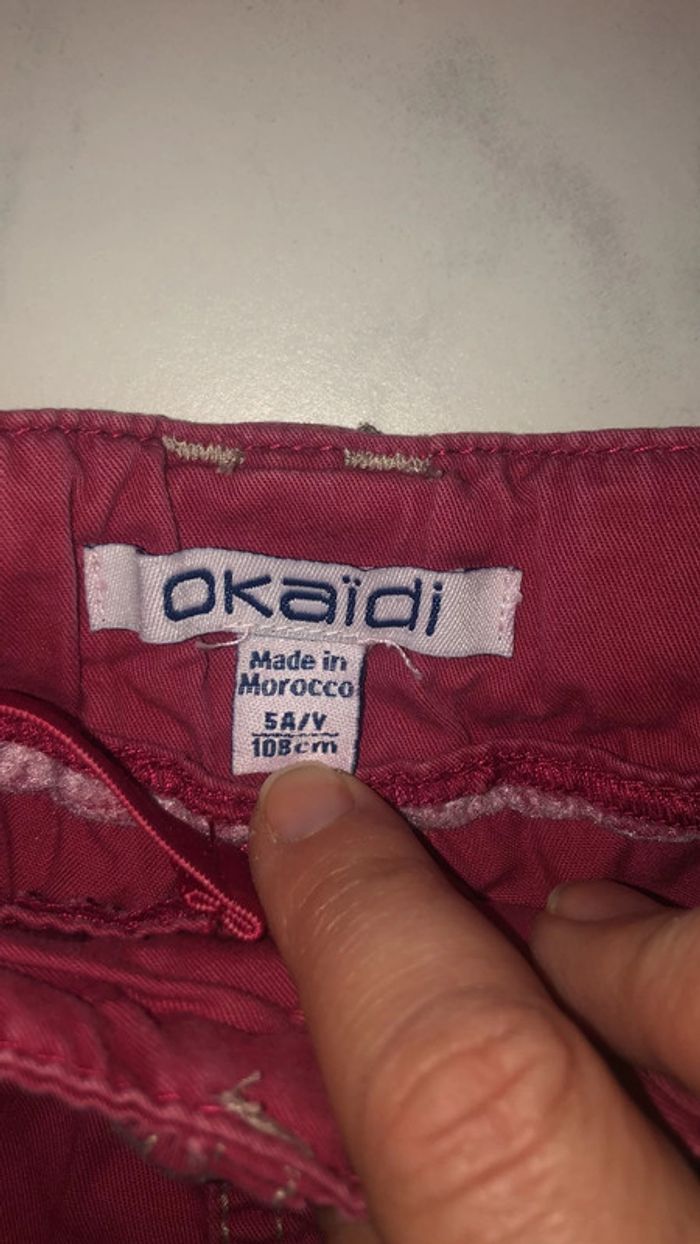 okaïdi
Made in
Morocco
5A/Y
108cm